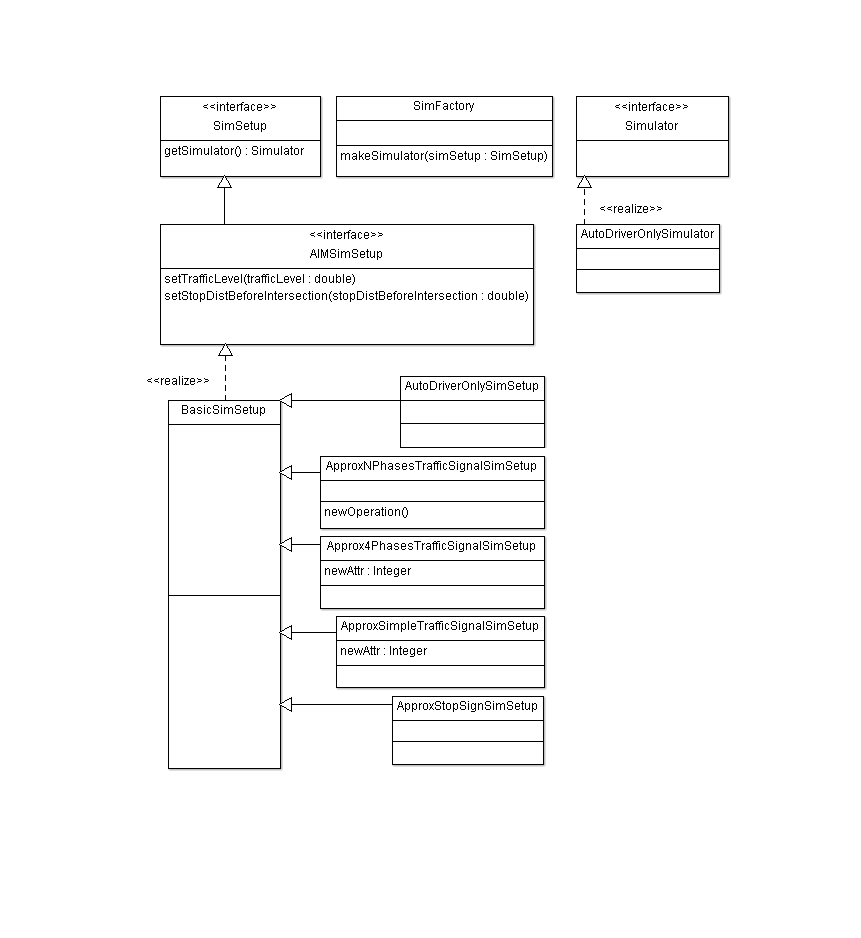 <<interface>>
SimSetup
getSimulator() : Simulator
SimFactory
makeSimulator(simSetup : SimSetup)
<<interface>>
Simulator
<<realize>>
AutoDriverOnlySimulator
<<interface>>
AIMSimSetup
setTrafficLevel(trafficLevel : double)
setStopDistBeforeIntersection(stopDistBeforeIntersection : double)
<<realize>>
BasicSimSetup
AutoDriverOnlySimSetup
ApproxNPhasesTrafficSignalSimSetup
newOperation()
Approx4PhasesTrafficSignalSimSetup
newAttr : Integer
ApproxSimpleTrafficSignalSimSetup
newAttr : Integer
ApproxStopSignSimSetup